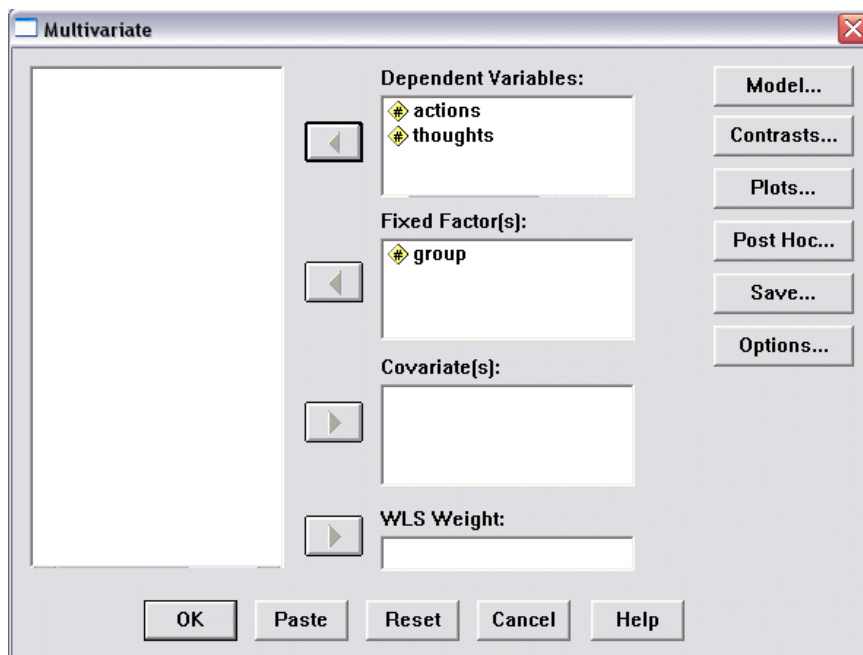 Multivariate
Dependent Variables:
# actions
# thoughts
Fixed Factor(s):
# group
Covariate(s):
WLS Weight:
Model...
Contrasts...
Plots...
Post Hoc...
Save...
Options...
OK
Paste
Reset
Cancel
Help